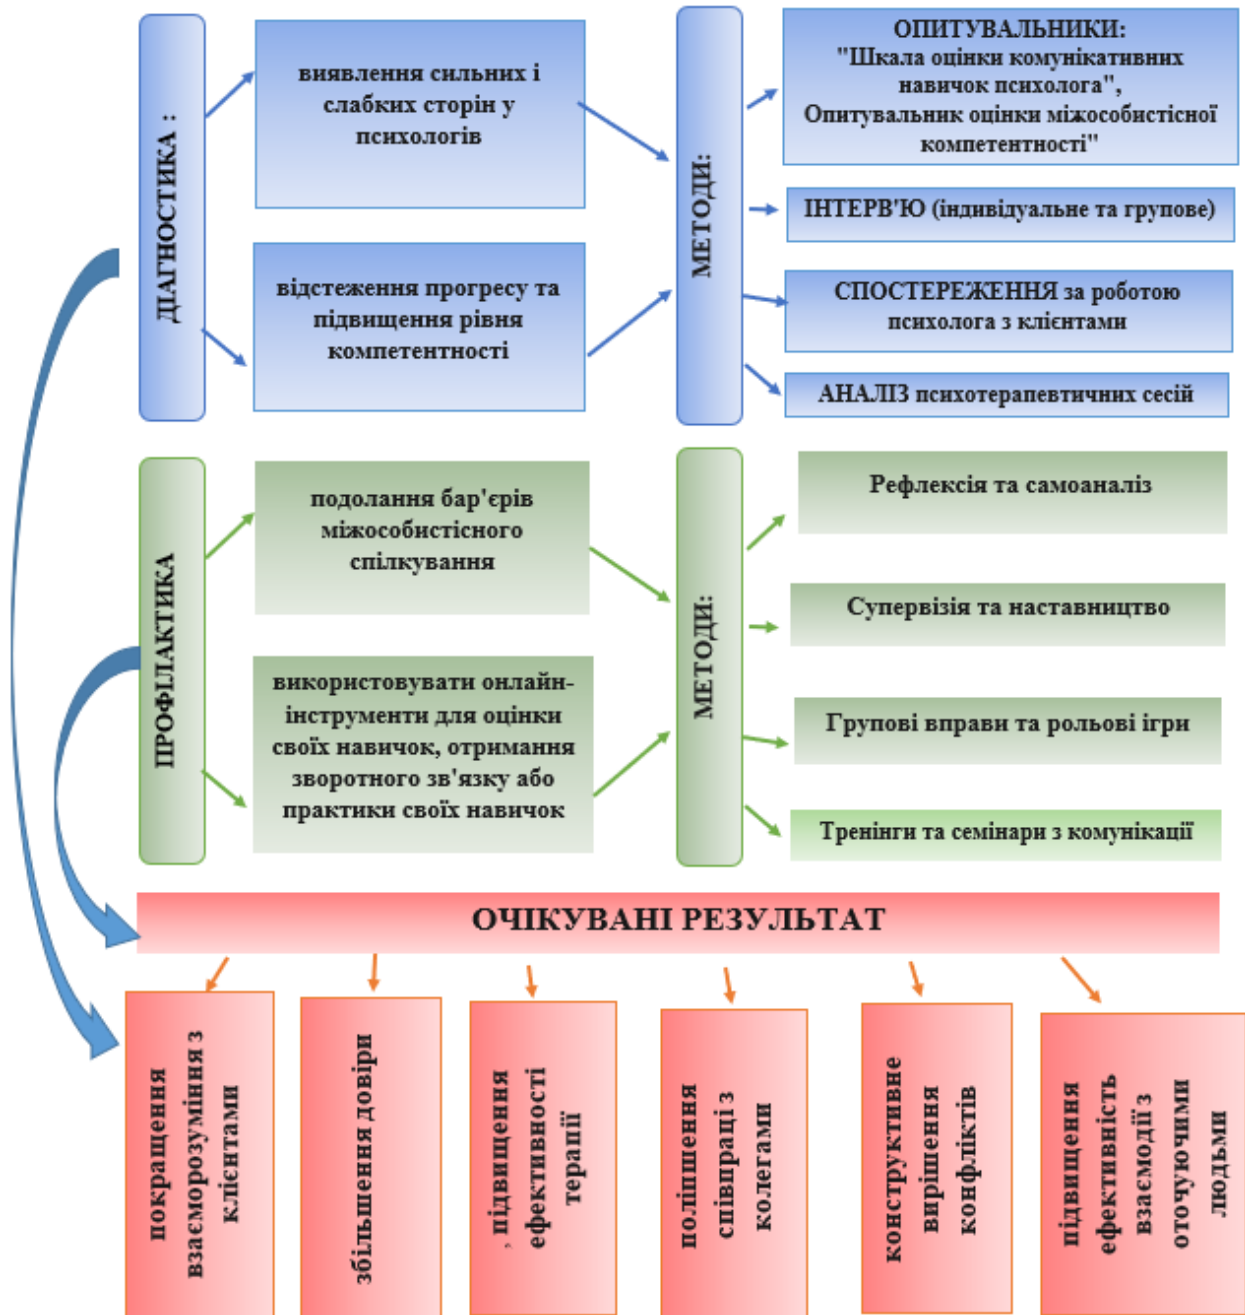 ДІАГНОСТИКА :
виявлення сильних і
слабких сторін у
психологів
відстеження прогресу та
підвищення рівня
компетентності
МЕТОДИ:
ОПИТУВАЛЬНИКИ:
"Шкала оцінки комунікативних
навичок психолога",
Опитувальник оцінки міжособистісної
компетентності"
ІНТЕРВ'Ю (індивідуальне та групове)
СПОСТЕРЕЖЕННЯ за роботою
психолога з клієнтами
АНАЛІЗ психотерапевтичних сесій
ПРОФІЛАКТИКА
подолання бар'єрів
міжособистісного
спілкування
використовувати онлайн-
інструменти для оцінки
своїх навичок, отримання
зворотного зв'язку або
практики своїх навичок
МЕТОДИ:
Рефлексія та самоаналіз
Супервізія та наставництво
Групові вправи та рольові ігри
Тренінги та семінари з комунікації
ОЧІКУВАНІ РЕЗУЛЬТАТ
покращення
взаєморозуміння з
клієнтами
збільшення довіри
, підвищення
ефективності
терапії
поліпшення
співпраці з
колегами
конструктивне
вирішення
конфліктів
підвищення
ефективність
взаємодії з
оточуючими
людьми